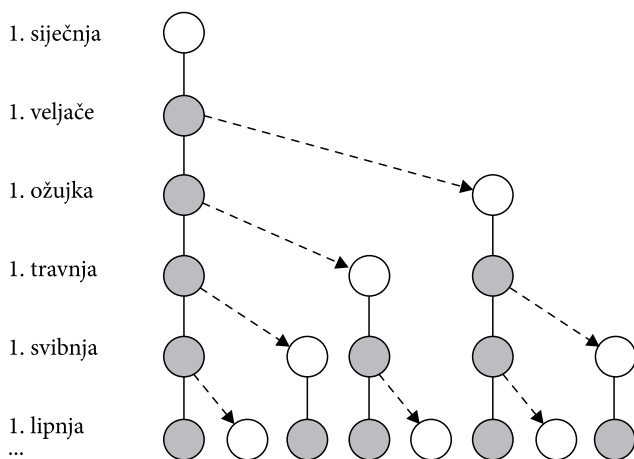 1. siječnja
1. veljače
1. ožujka
1. travnja
1. svibnja
1. lipnja
...